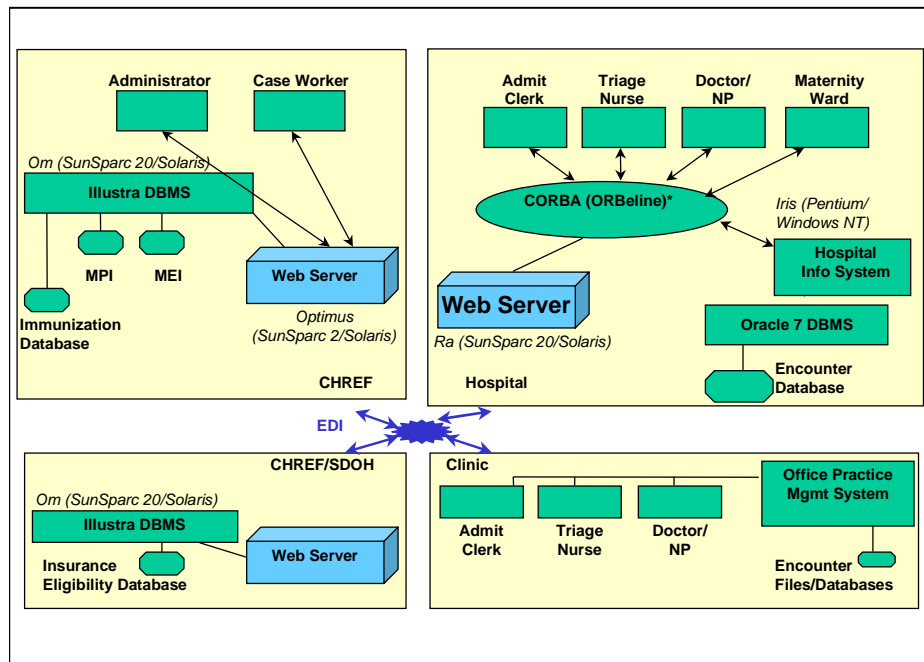 Administrator
Case Worker
Om (SunSparc 20/Solaris)
Illustra DBMS
MPI
MEI
Web Server
Immunization
Database
Optimus
(SunSparc 2/Solaris)
CHREF
Admit
Clerk
Triage
Nurse
Doctor/
NP
Maternity
Ward
CORBA (ORBeline)*
Iris (Pentium/
Windows NT)
Hospital
Info System
Web Server
Ra (SunSparc 20/Solaris)
Oracle 7 DBMS
Encounter
Database
Hospital
EDI
CHREF/SDOH
Om (SunSparc 20/Solaris)
Illustra DBMS
Web Server
Insurance
Eligibility Database
Clinic
Office Practice
Mgmt System
Admit
Clerk
Triage
Nurse
Doctor/
NP
Encounter
Files/Databases